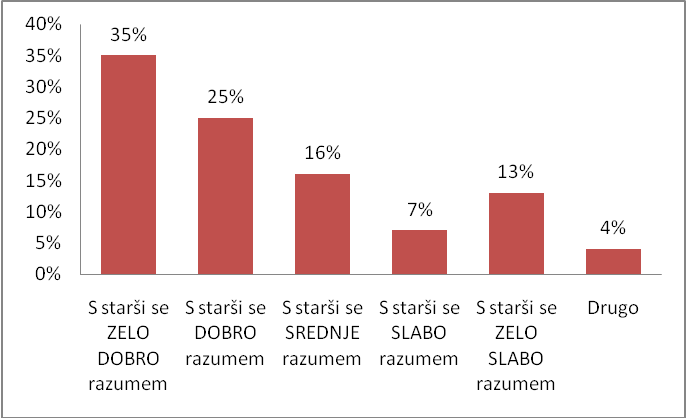 40%
35%
30%
25%
20%
15%
10%
5%
0%
35%
25%
16%
7%
13%
4%
S starši se
ZELO
DOBRO
razumem
S starši se
DOBRO
razumem
S starši se
SREDNJE
razumem
S starši se
SLABO
razumem
S starši se
ZELO
SLABO
razumem
Drugo